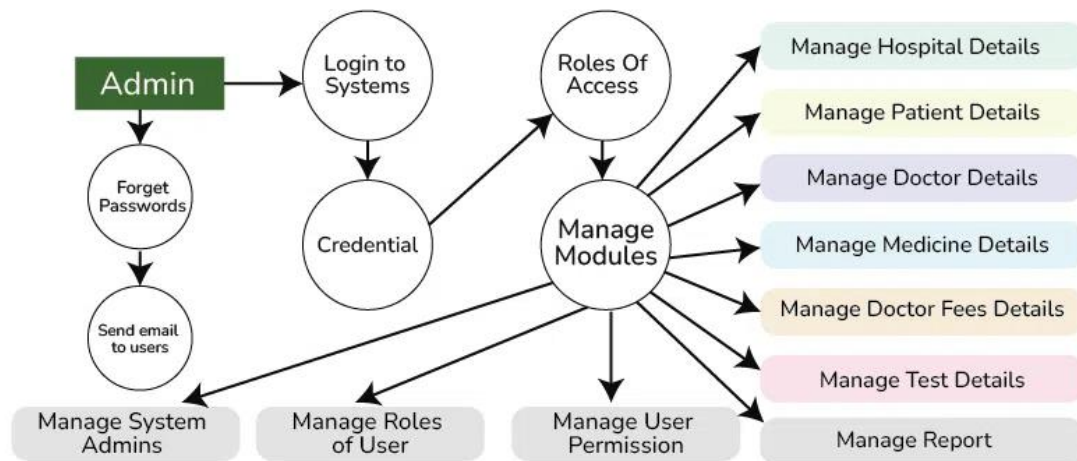 Admin
Login to
Systems
Roles Of
Access
Forget
Passwords
Credential
Manage
Modules
Send email
to users
Manage Hospital Details
Manage Patient Details
Manage Doctor Details
Manage Medicine Details
Manage Doctor Fees Details
Manage Test Details
Manage System
Admins
Manage Roles
of User
Manage User
Permission
Manage Report